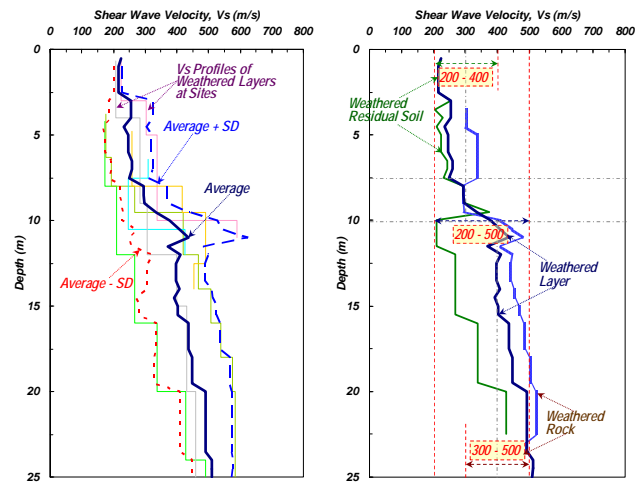 Shear Wave Velocity, Vs (m/s)
0 100 200 300 400 500 600 700 800
0
5
10
15
20
25
Depth (m)
Vs Profiles of
Weathered Layers
at Sites
Average + SD
Average
Average - SD
Shear Wave Velocity, Vs (m/s)
0 100 200 300 400 500 600 700 800
0
5
10
15
20
25
Depth (m)
200 - 400
Weathered
Residual Soil
200 - 500
Weathered
Layer
Weathered
Rock
300 - 500